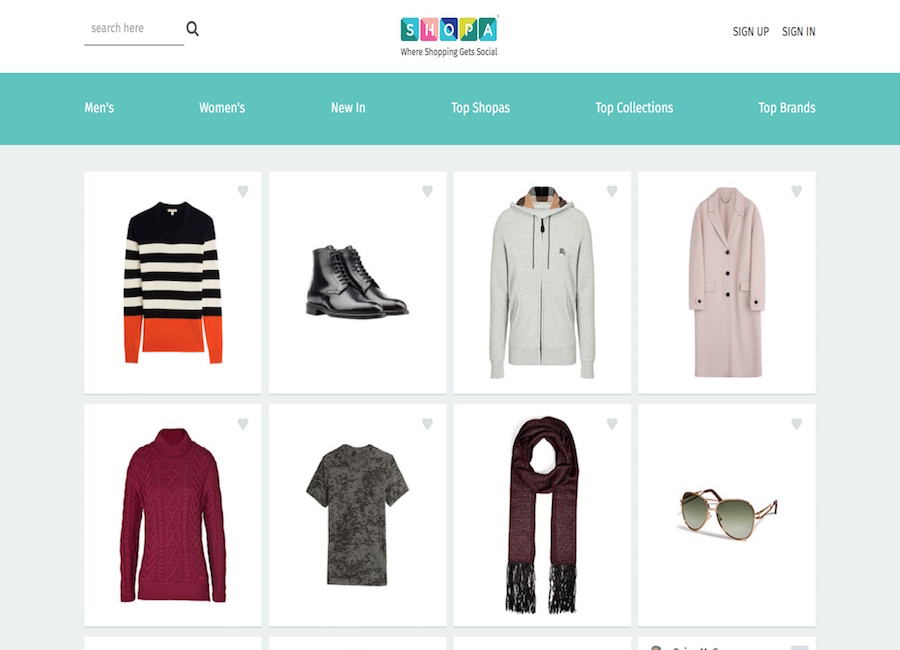 search here
SHOPA
Where Shopping Gets Social
SIGN UP SIGN IN
Men's Women's New In Top Shopas Top Collections Top Brands